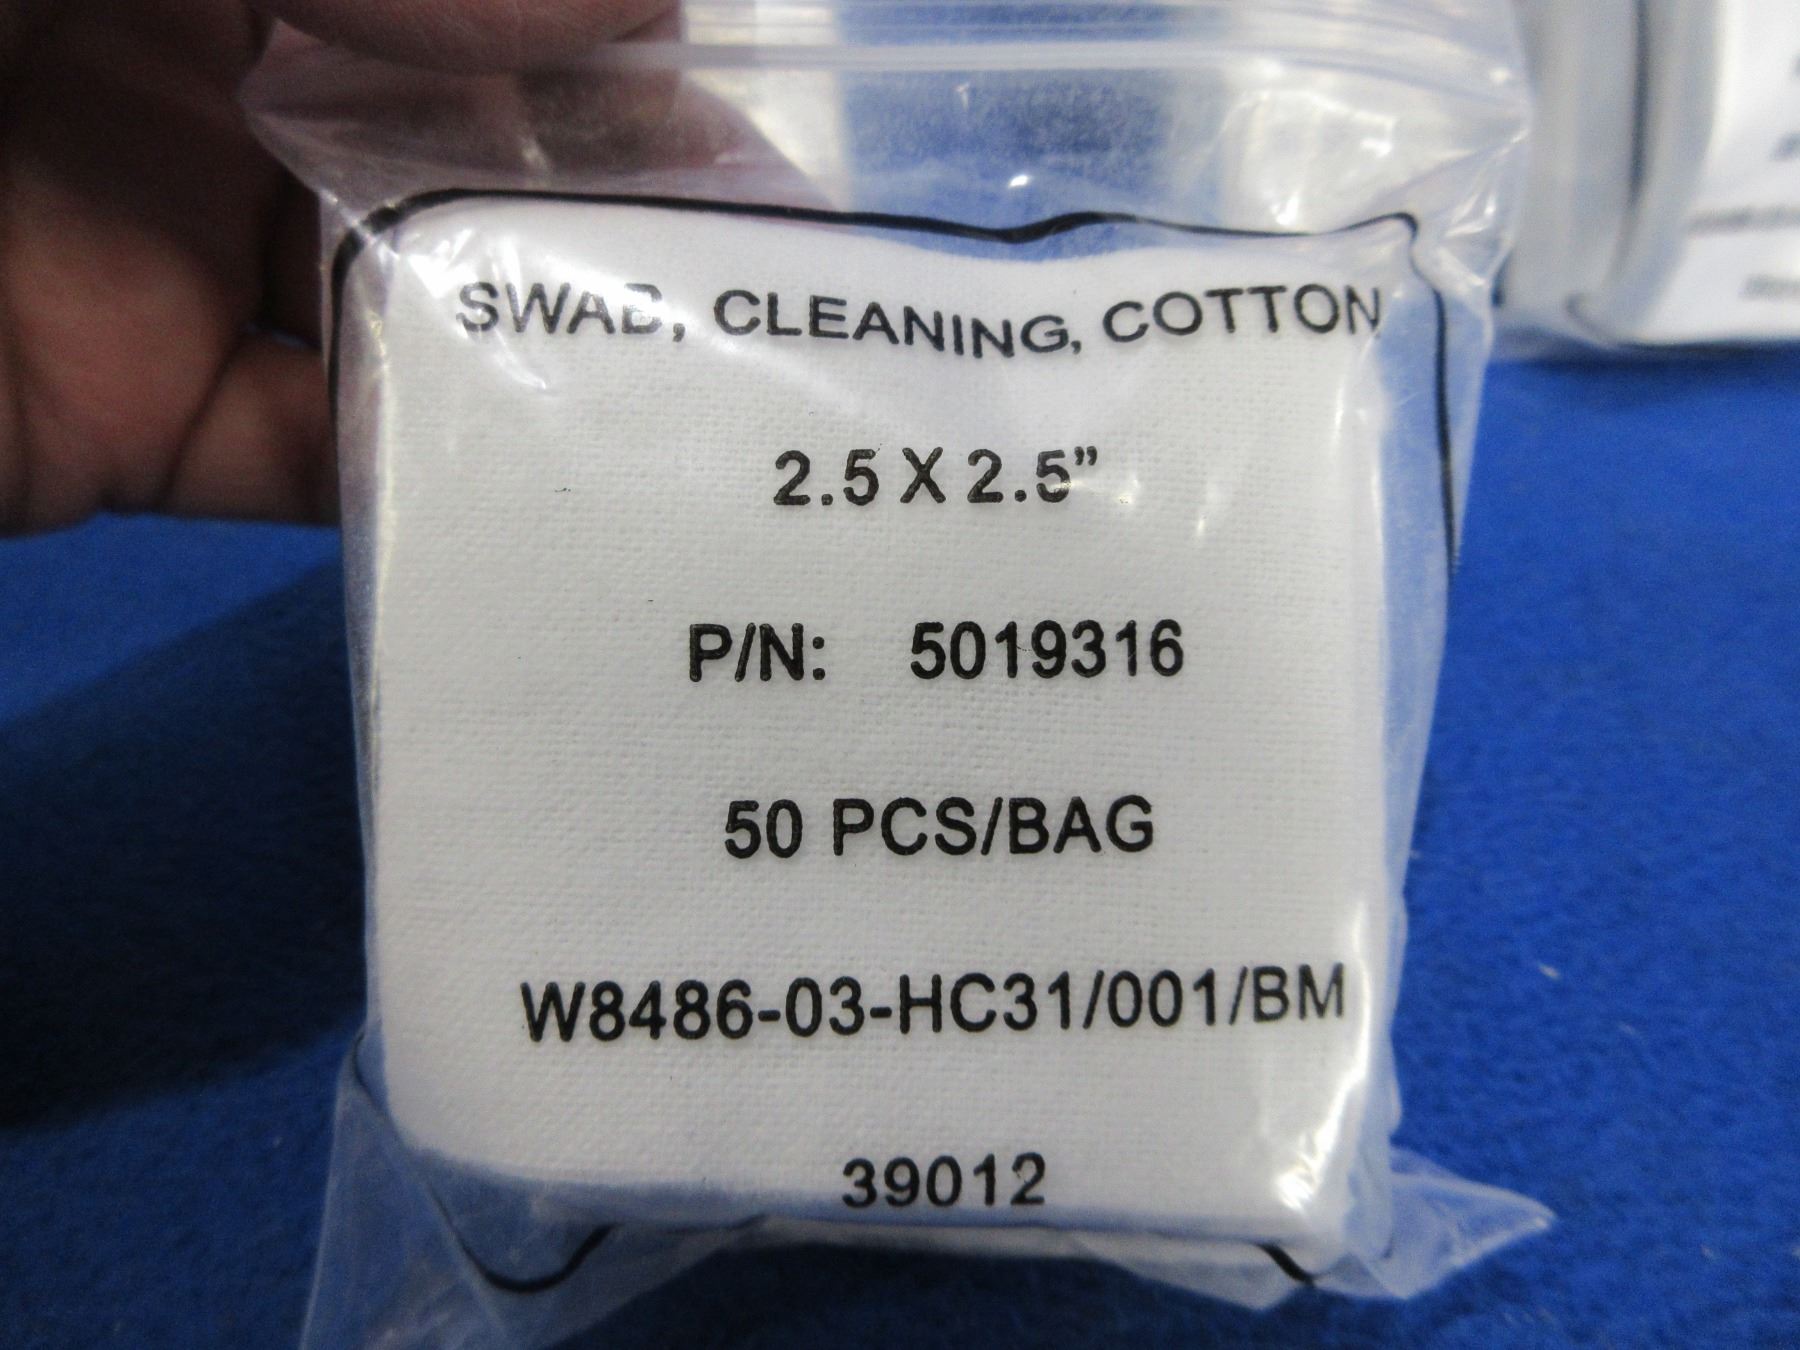 SWAB, CLEANING, COTTON
2.5 X 2.5”
P/N: 5019316
50 PCS/BAG
W8486-03-HC31/001/BM
39012